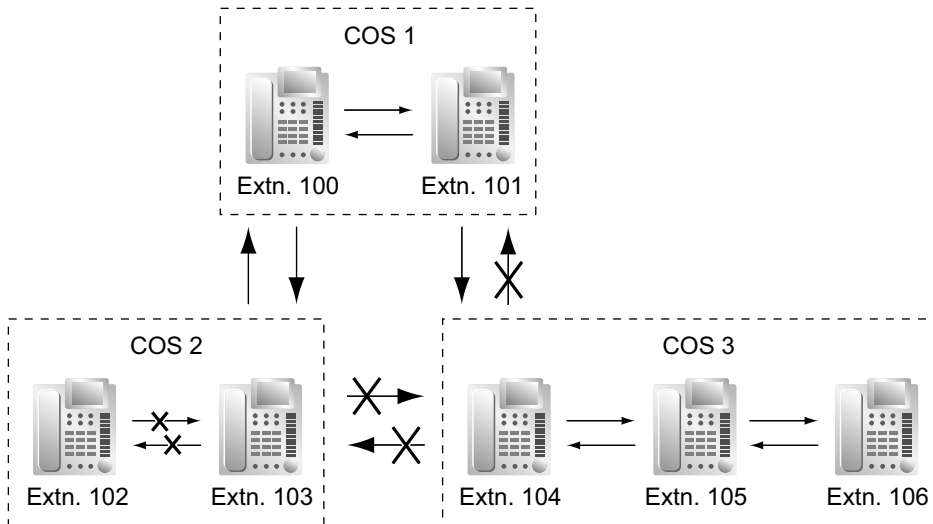 COS 1
Extn. 100 Extn. 101
COS 2
Extn. 102 Extn. 103
COS 3
Extn. 104 Extn. 105 Extn. 106